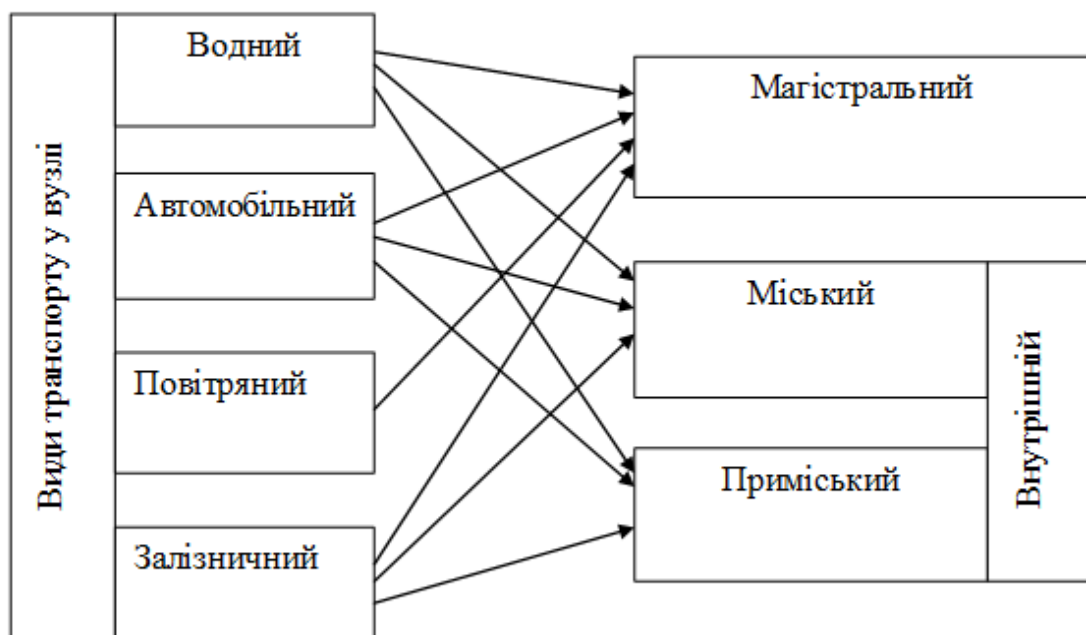 Види транспорту у вузлі
Водний
Автомобільний
Повітряний
Залізничний
Магістральний
Міський
Приміський
Внутрішній